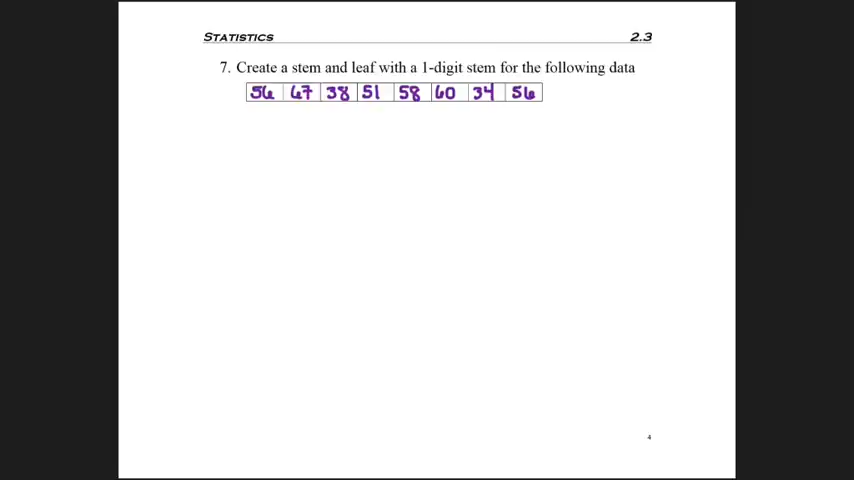 STATISTICS 2.3
7. Create a stem and leaf with a 1-digit stem for the following data
56 67 38 51 58 60 34 56
4